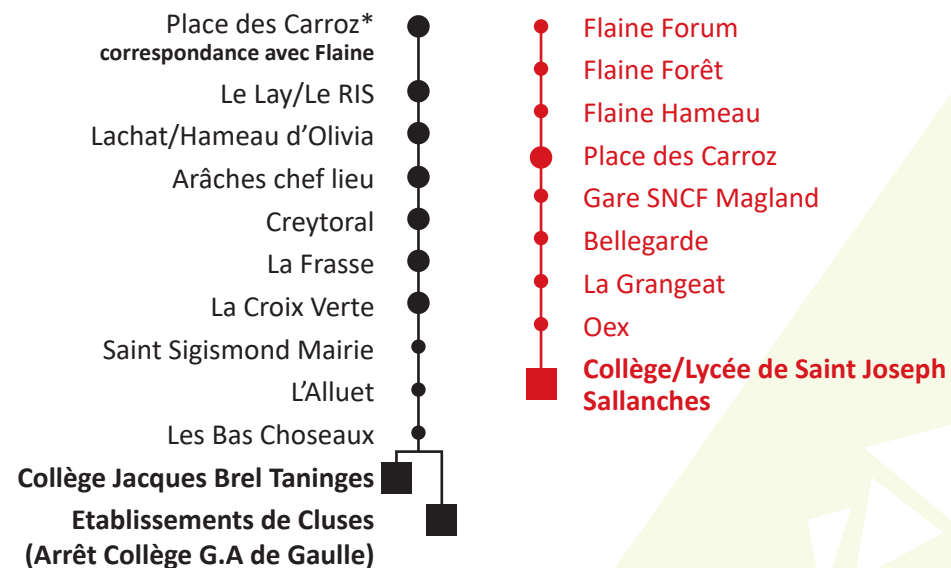 Place des Carroz*
correspondance avec Flaine
Le Lay/Le RIS
Lachat/Hameau d’Olivia
Arâches chef lieu
Creytoral
La Frasse
La Croix Verte
Saint Sigismond Mairie
L’Alluet
Les Bas Choseaux
Collège Jacques Brel Taninges
Etablissements de Cluses
(Arrêt Collège G.A de Gaulle)
Flaine Forum
Flaine Forêt
Flaine Hameau
Place des Carroz
Gare SNCF Magland
Bellegarde
La Grangeat
Oex
Collège/Lycée de Saint Joseph
Sallanches